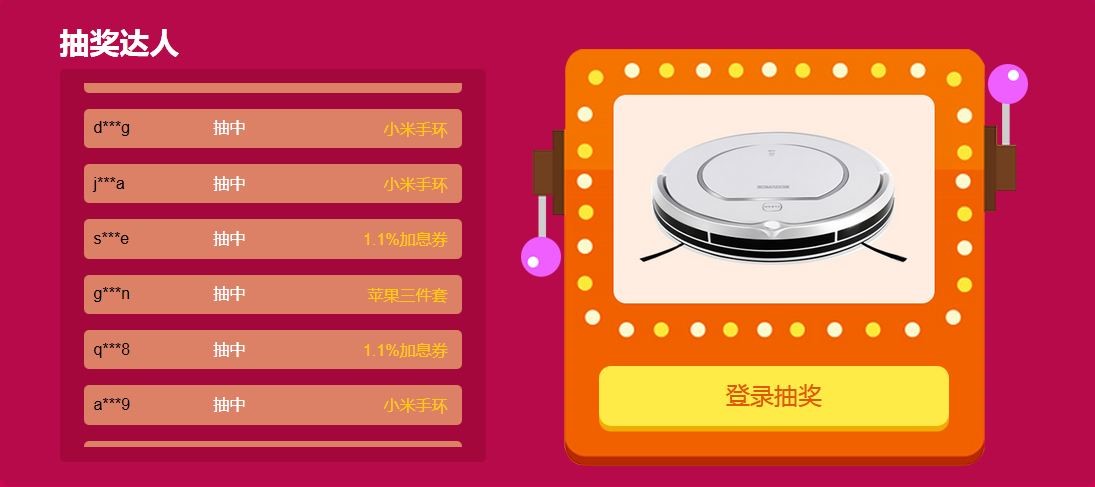 抽奖达人
d***g 抽中 小米手环
j***a 抽中 小米手环
s***e 抽中 1.1%加息券
g***n 抽中 苹果三件套
q***8 抽中 1.1%加息券
a***9 抽中 小米手环
登录抽奖